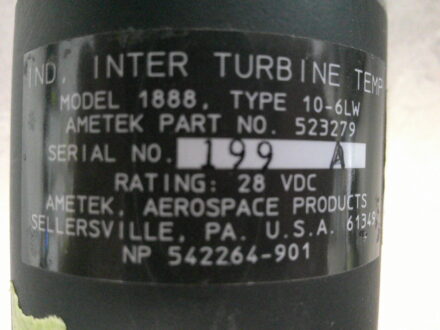 IND. INTER TURBINE TEMP
MODEL 1888, TYPE 10-6LW
AMETEK PART NO. 523279
SERIAL NO. 199 A
RATING: 28 VDC
AMETEK, AEROSPACE PRODUCTS
SELLERSVILLE, PA. U.S.A. 61349
NP 542264-901